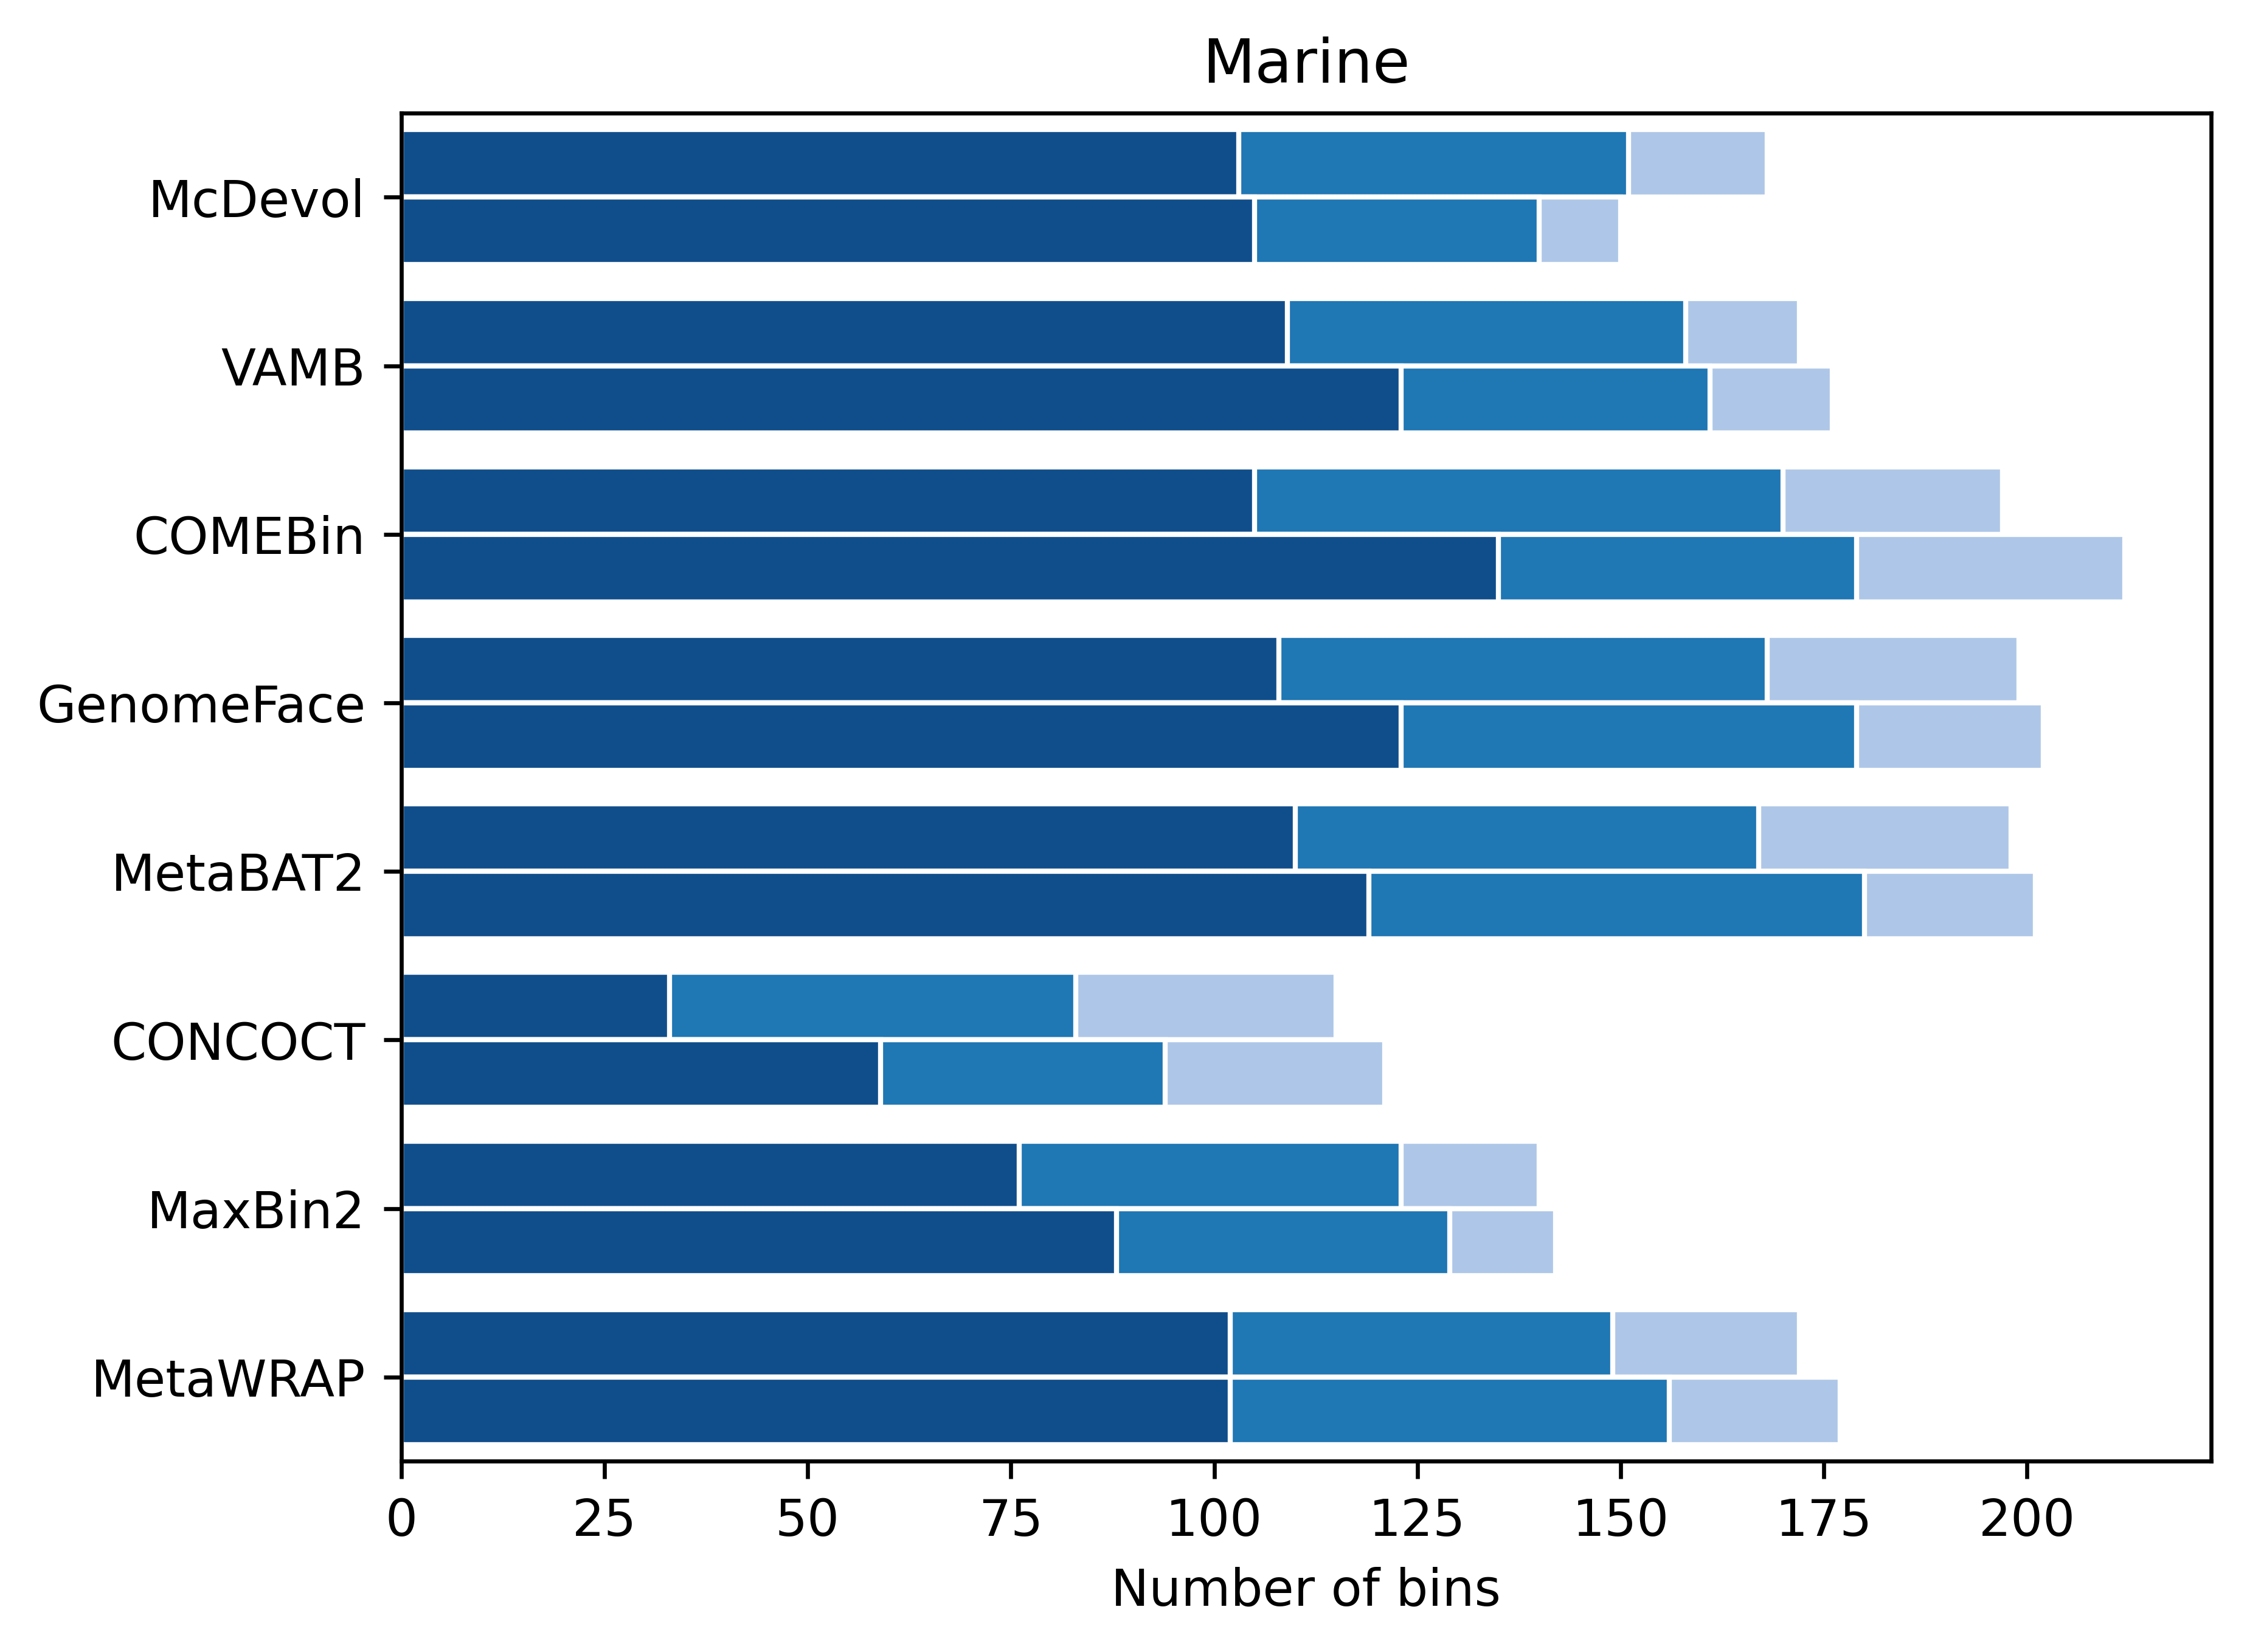 Marine
McDevol
VAMB
COMEBin
GenomeFace
MetaBAT2
CONCOCT
MaxBin2
MetaWRAP
0 25 50 75 100 125 150 175 200
Number of bins